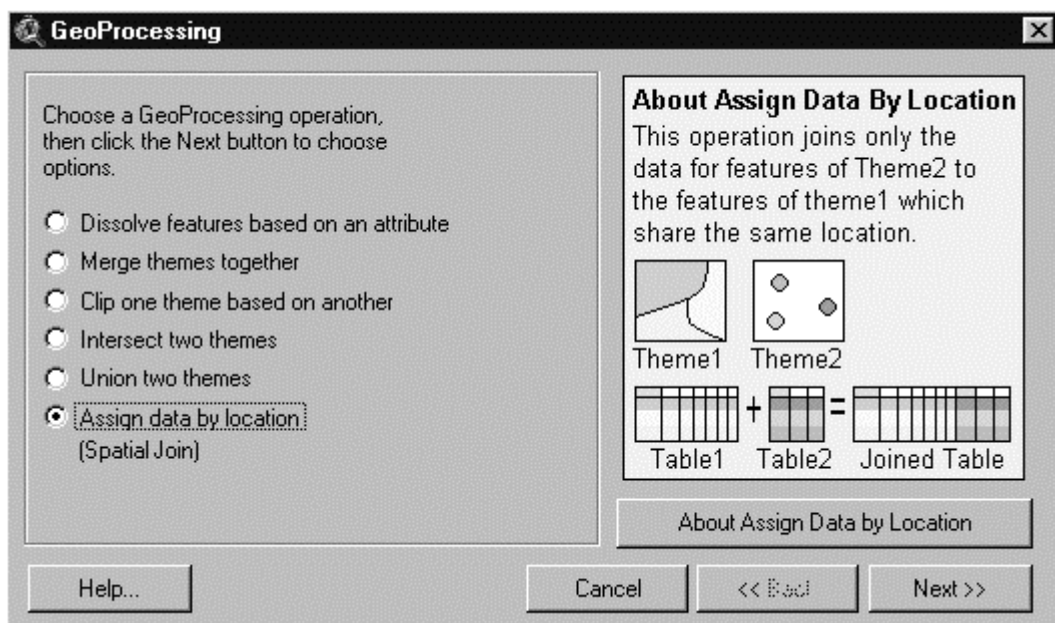 GeoProcessing
Choose a GeoProcessing operation,
then click the Next button to choose
options.
Dissolve features based on an attribute
Merge themes together
Clip one theme based on another
Intersect two themes
Union two themes
Assign data by location
(Spatial Join)
About Assign Data By Location
This operation joins only the
data for features of Theme2 to
the features of theme1 which
share the same location.
Theme1 Theme2
+ =
Table1 Table2 Joined Table
About Assign Data by Location
Help... Cancel << Back Next >>